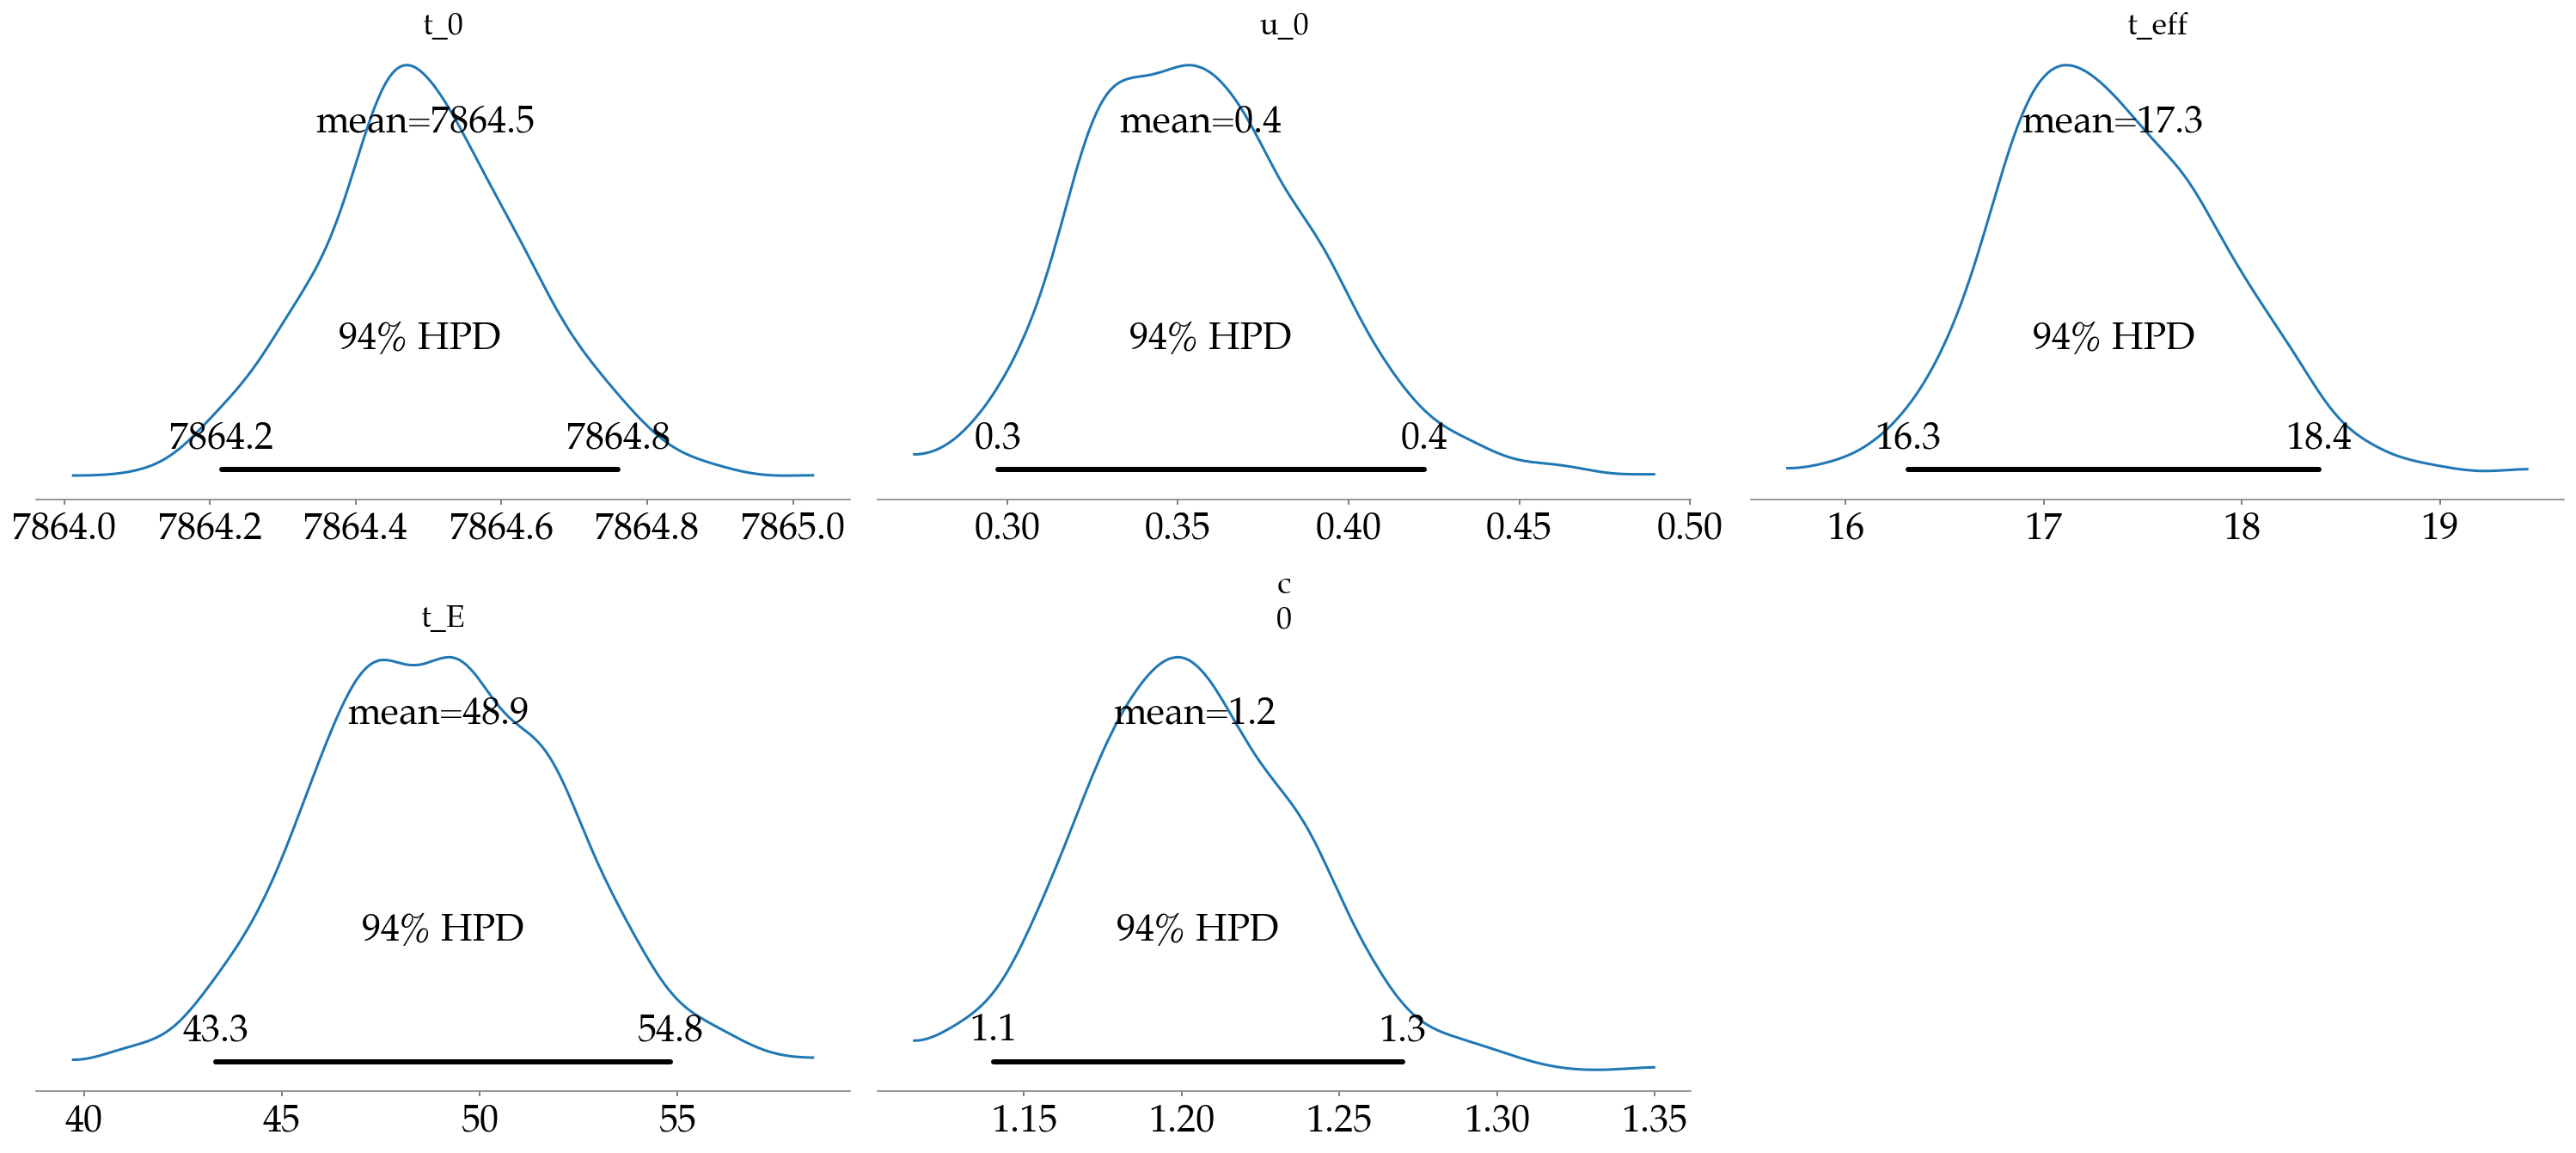 t_0
mean=7864.5
94% HPD
7864.2 7864.8
7864.0 7864.2 7864.4 7864.6 7864.8 7865.0
u_0
mean=0.4
94% HPD
0.3 0.4
0.30 0.35 0.40 0.45 0.50
t_eff
mean=17.3
94% HPD
16.3 18.4
16 17 18 19
t_E
mean=48.9
94% HPD
43.3 54.8
40 45 50 55
c
0
mean=1.2
94% HPD
1.1 1.3
1.15 1.20 1.25 1.30 1.35